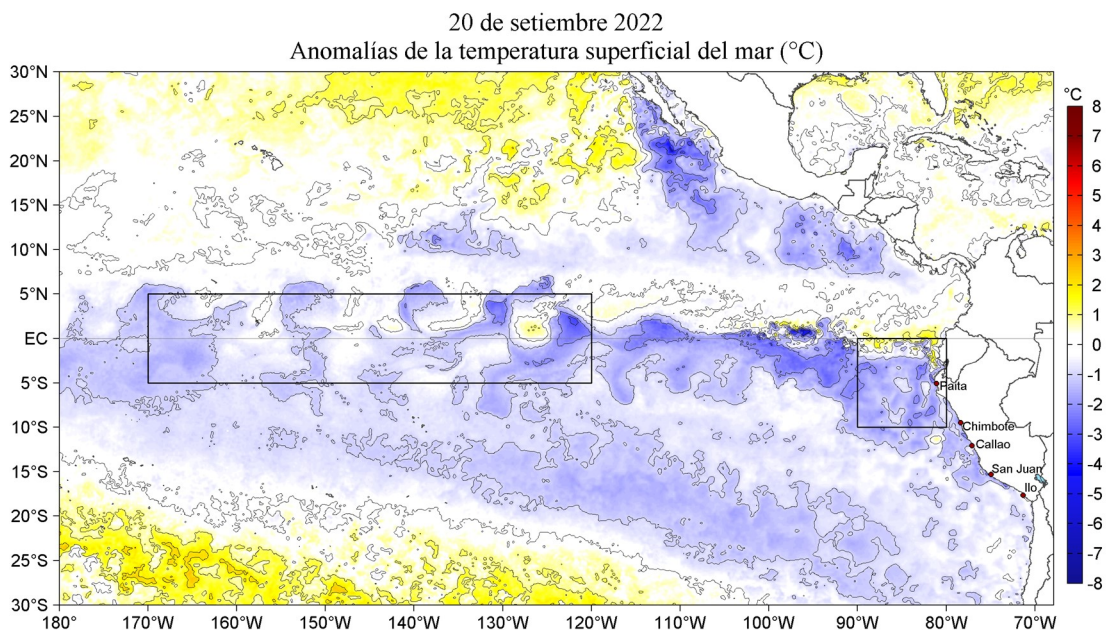 20 de setiembre 2022
Anomalías de la temperatura superficial del mar (°C)
30°N
25°N
20°N
15°N
10°N
5°N
EC
5°S
10°S
15°S
20°S
25°S
30°S
180
170°W
160°W
150°W
140°W
130°W
120°W
110°W
100°W
90°W
80°W
70°W
Paita
Chimbote
Callao
San Juan
Ilo
°C
8
7
6
5
4
3
2
1
0
-1
-2
-3
-4
-5
-6
-7
-8